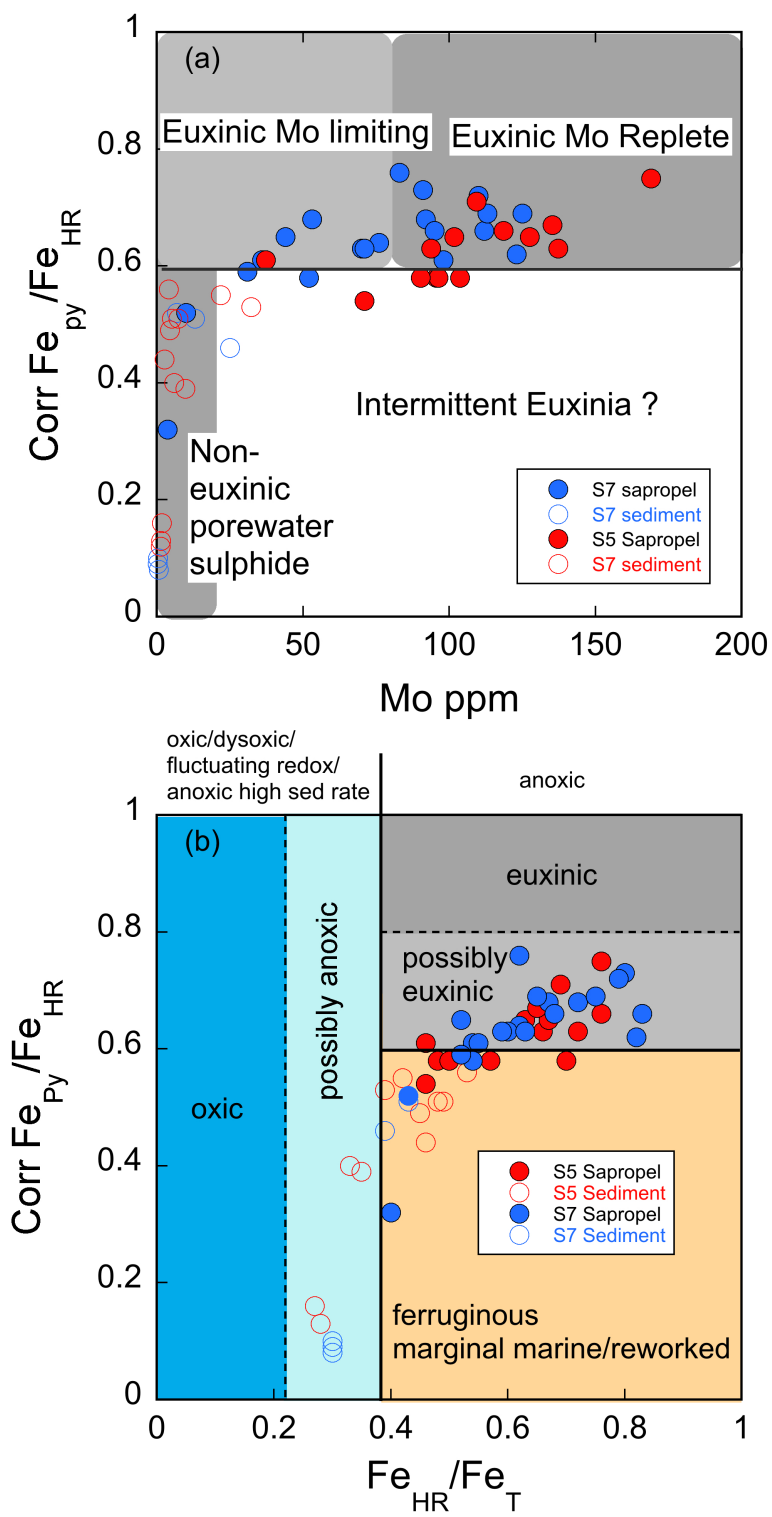 1
(a)
Euxinic Mo limiting
Euxinic Mo Replete
0.8
0.6
Corr Fe py/FeHR
0.4
Intermittent Euxinia ?
Non-
euxinic
porewater
sulphide
S7 sapropel
S7 sediment
S5 Sapropel
S7 sediment
0.2
0
0 50 100 150 200
Mo ppm
oxic/dysoxic/
fluctuating redox/
anoxic high sed rate
anoxic
1
(b)
euxinic
0.8
possibly
euxinic
possibly anoxic
0.6
oxic
Corr FePy/FeHR
0.4
S5 Sapropel
S5 Sediment
S7 Sapropel
S7 Sediment
0.2
ferruginous
marginal marine/reworked
0
0 0.2 0.4 0.6 0.8 1
FeHR/FeT